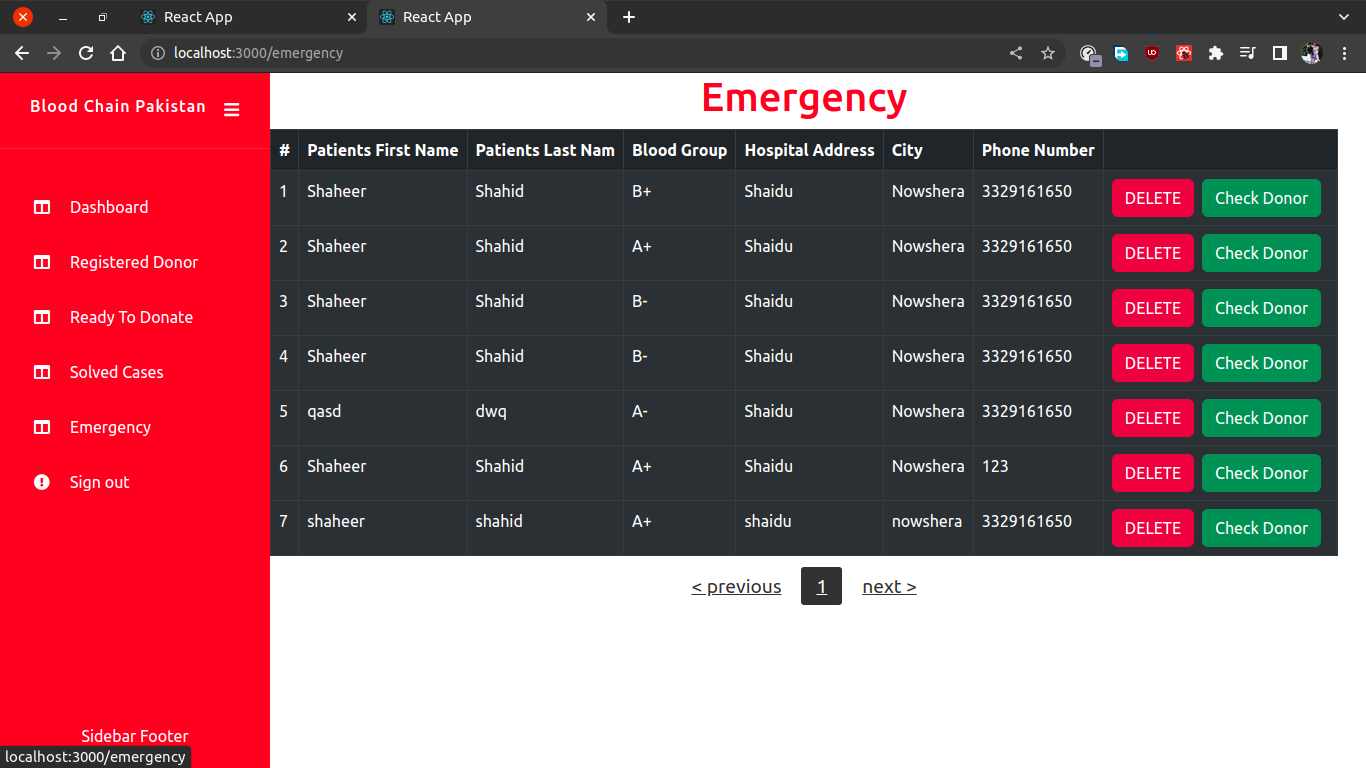 React App
React App
localhost:3000/emergency
Blood Chain Pakistan
Dashboard
Registered Donor
Ready To Donate
Solved Cases
Emergency
Sign out
Sidebar Footer
localhost:3000/emergency
Emergency
# Patients First Name Patients Last Nam Blood Group Hospital Address City Phone Number
1 Shaheer Shahid B+ Shaidu Nowshera 3329161650 DELETE Check Donor
2 Shaheer Shahid A+ Shaidu Nowshera 3329161650 DELETE Check Donor
3 Shaheer Shahid B- Shaidu Nowshera 3329161650 DELETE Check Donor
4 Shaheer Shahid B- Shaidu Nowshera 3329161650 DELETE Check Donor
5 qasd dwq A- Shaidu Nowshera 3329161650 DELETE Check Donor
6 Shaheer Shahid A+ Shaidu Nowshera 123 DELETE Check Donor
7 shaheer shahid A+ shaidu nowshera 3329161650 DELETE Check Donor
< previous 1 next >